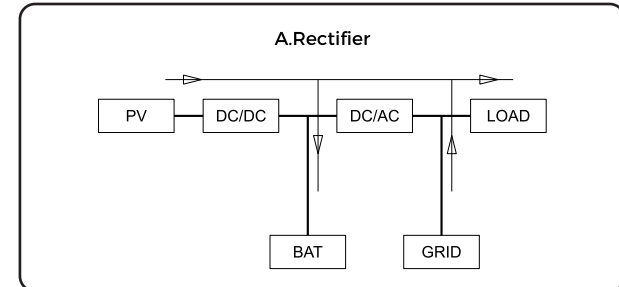 A.Rectifier
PV
DC/DC
DC/AC
LOAD
BAT
GRID